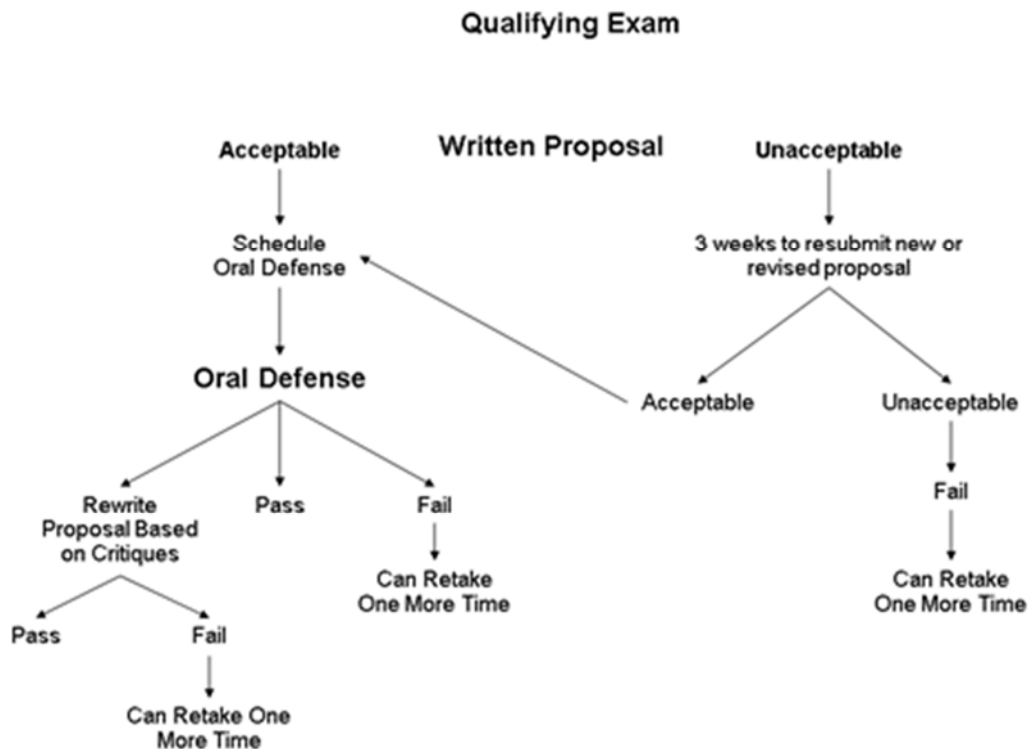 Qualifying Exam
Acceptable
Written Proposal
Unacceptable
Schedule
Oral Defense
3 weeks to resubmit new or
revised proposal
Oral Defense
Acceptable
Unacceptable
Rewrite
Proposal Based
on Critiques
Pass
Fail
Fail
Can Retake
One More Time
Can Retake
One More Time
Pass
Fail
Can Retake One
More Time